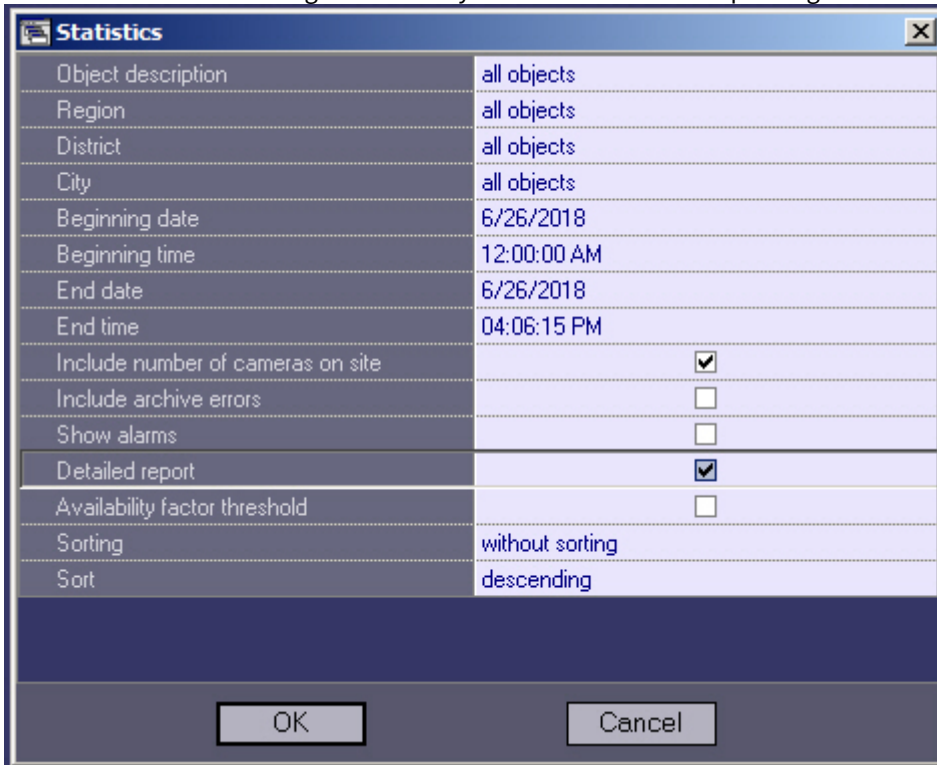 Statistics
Object description all objects
Region all objects
District all objects
City all objects
Beginning date 6/26/2018
Beginning time 12:00:00 AM
End date 6/26/2018
End time 04:06:15 PM
Include number of cameras on site
Include archive errors
Show alarms
Detailed report
Availability factor threshold
Sorting without sorting
Sort descending
OK Cancel